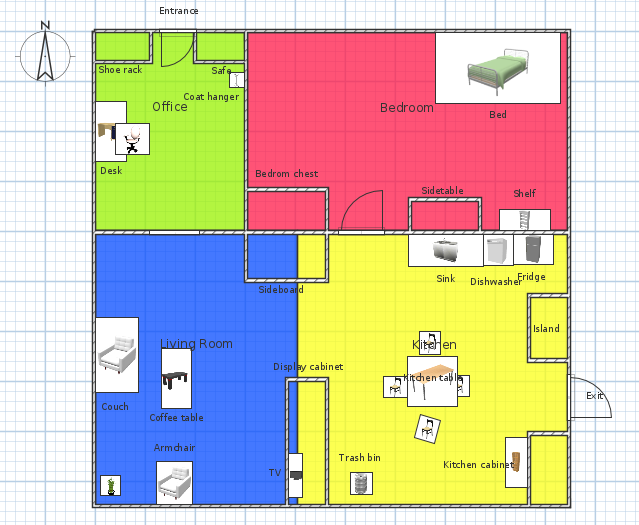 Entrance
N
Shoe rack
Safe
Coat hanger
Office
Bedroom
Bed
Desk
Bedrom chest
Sidetable
Shelf
Sink
Dishwasher
Fridge
Sideboard
Island
Living Room
Kitchen
Display cabinet
Kitchen table
Exit
Couch
Coffee table
Armchair
Trash bin
Kitchen cabinet
TV